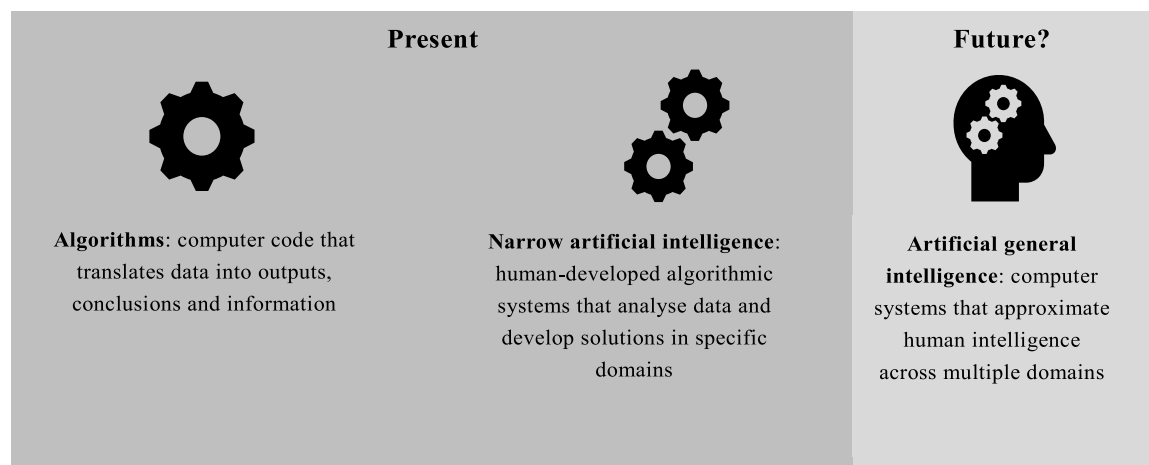 Present
Algorithms: computer code that
translates data into outputs,
conclusions and information
Narrow artificial intelligence:
human-developed algorithmic
systems that analyse data and
develop solutions in specific
domains
Future?
Artificial general
intelligence: computer
systems that approximate
human intelligence
across multiple domains